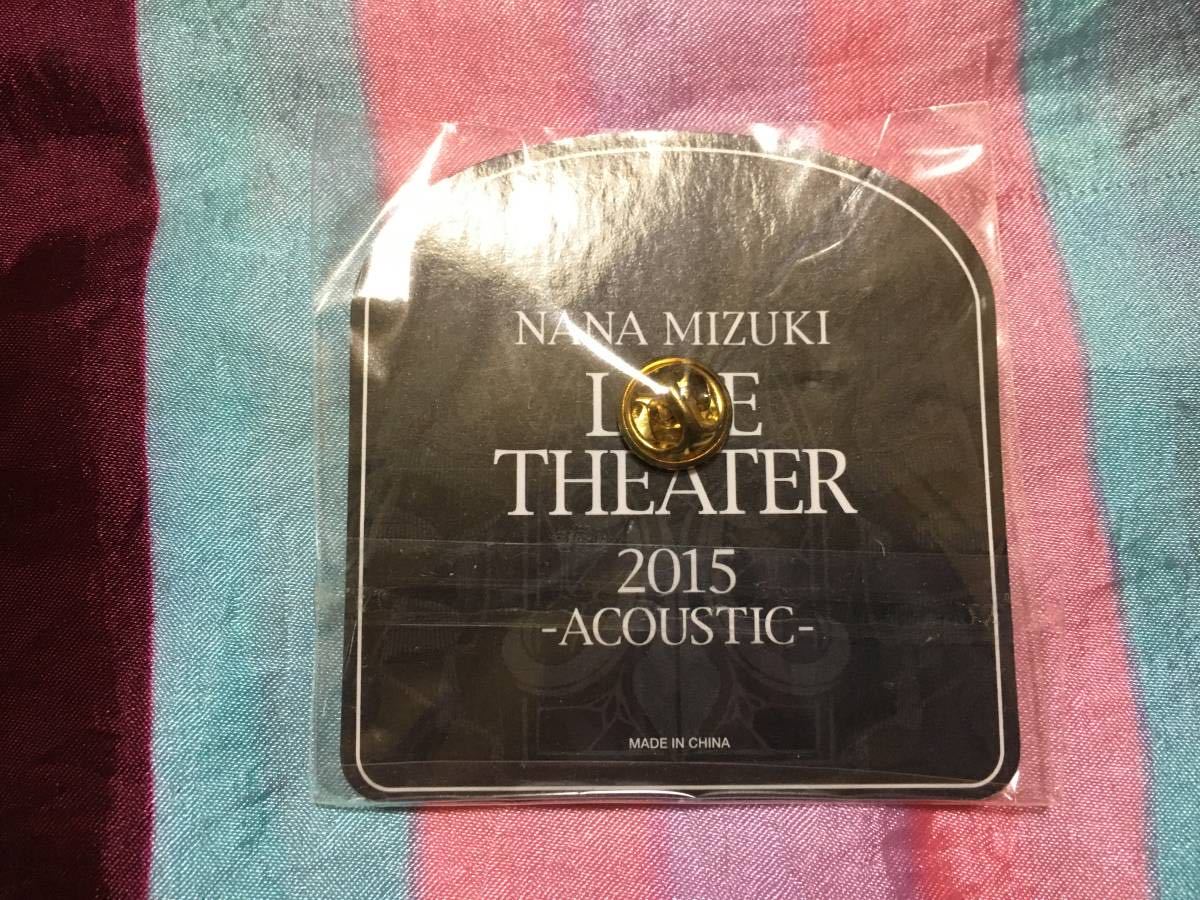 NANA MIZUKI
THEATER
2015
-ACOUSTIC-
MADE IN CHINA